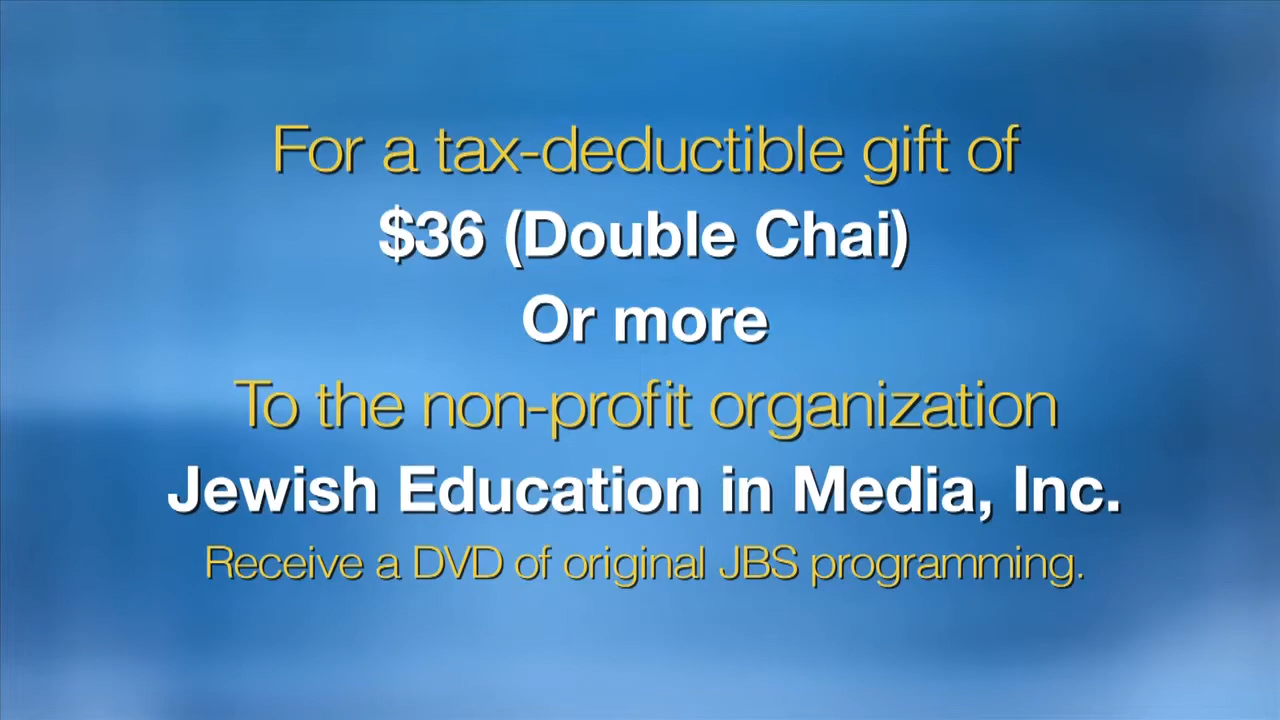 For a tax-deductible gift of
$36 (Double Chai)
Or more
To the non-profit organization
Jewish Education in Media, Inc.
Receive a DVD of original JBS programming.